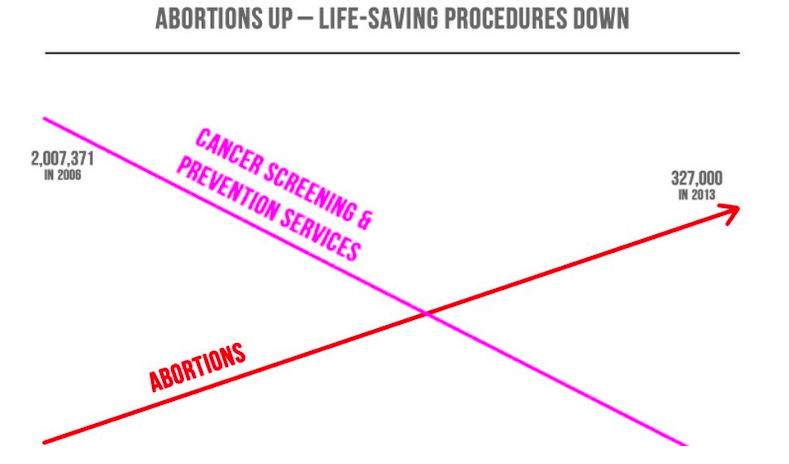 ABORTIONS UP – LIFE-SAVING PROCEDURES DOWN
2,007,371
IN 2006
CANCER SCREENING &
PREVENTION SERVICES
327,000
IN 2013
ABORTIONS